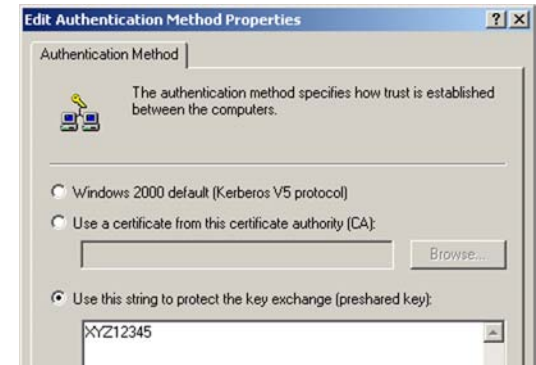 Edit Authentication Method Properties
Authentication Method
The authentication method specifies how trust is established
between the computers.
Windows 2000 default (Kerberos V5 protocol)
Use a certificate from this certificate authority (CA):
Browse...
Use this string to protect the key exchange (preshared key):
XYZ12345